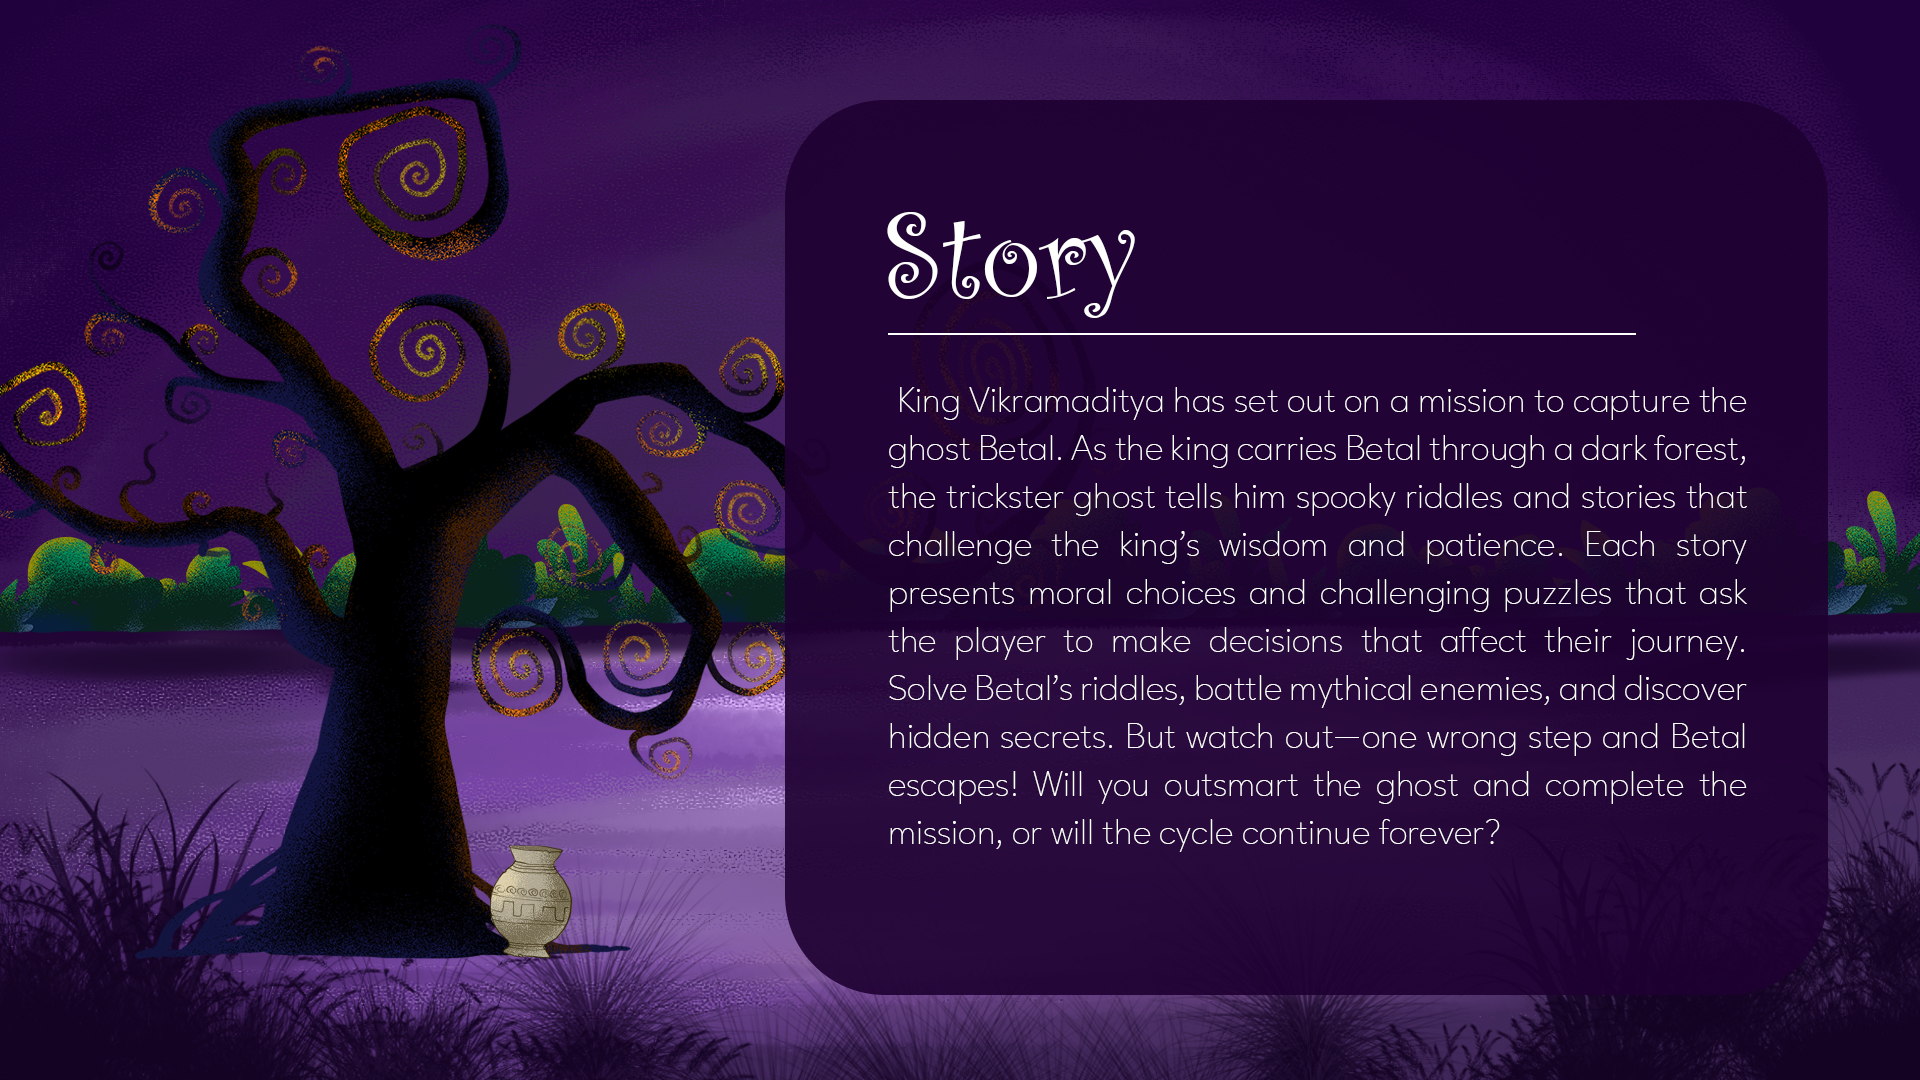 Story
King Vikramaditya has set out on a mission to capture the
ghost Betal. As the king carries Betal through a dark forest,
the trickster ghost tells him spooky riddles and stories that
challenge the king’s wisdom and patience. Each story
presents moral choices and challenging puzzles that ask
the player to make decisions that affect their journey.
Solve Betal’s riddles, battle mythical enemies, and discover
hidden secrets. But watch out—one wrong step and Betal
escapes! Will you outsmart the ghost and complete the
mission, or will the cycle continue forever?